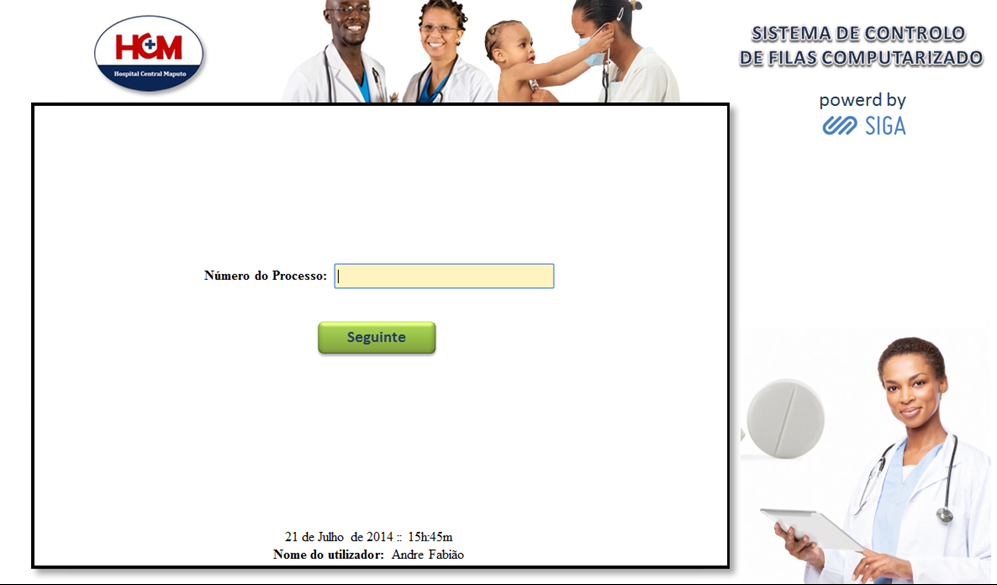 HCM
Hospital Central Maputo
SISTEMA DE CONTROLO
DE FILAS COMPUTARIZADO
powerd by
SIGA
Número do Processo:
Seguinte
21 de Julho de 2014 :: 15h:45m
Nome do utilizador: Andre Fabião